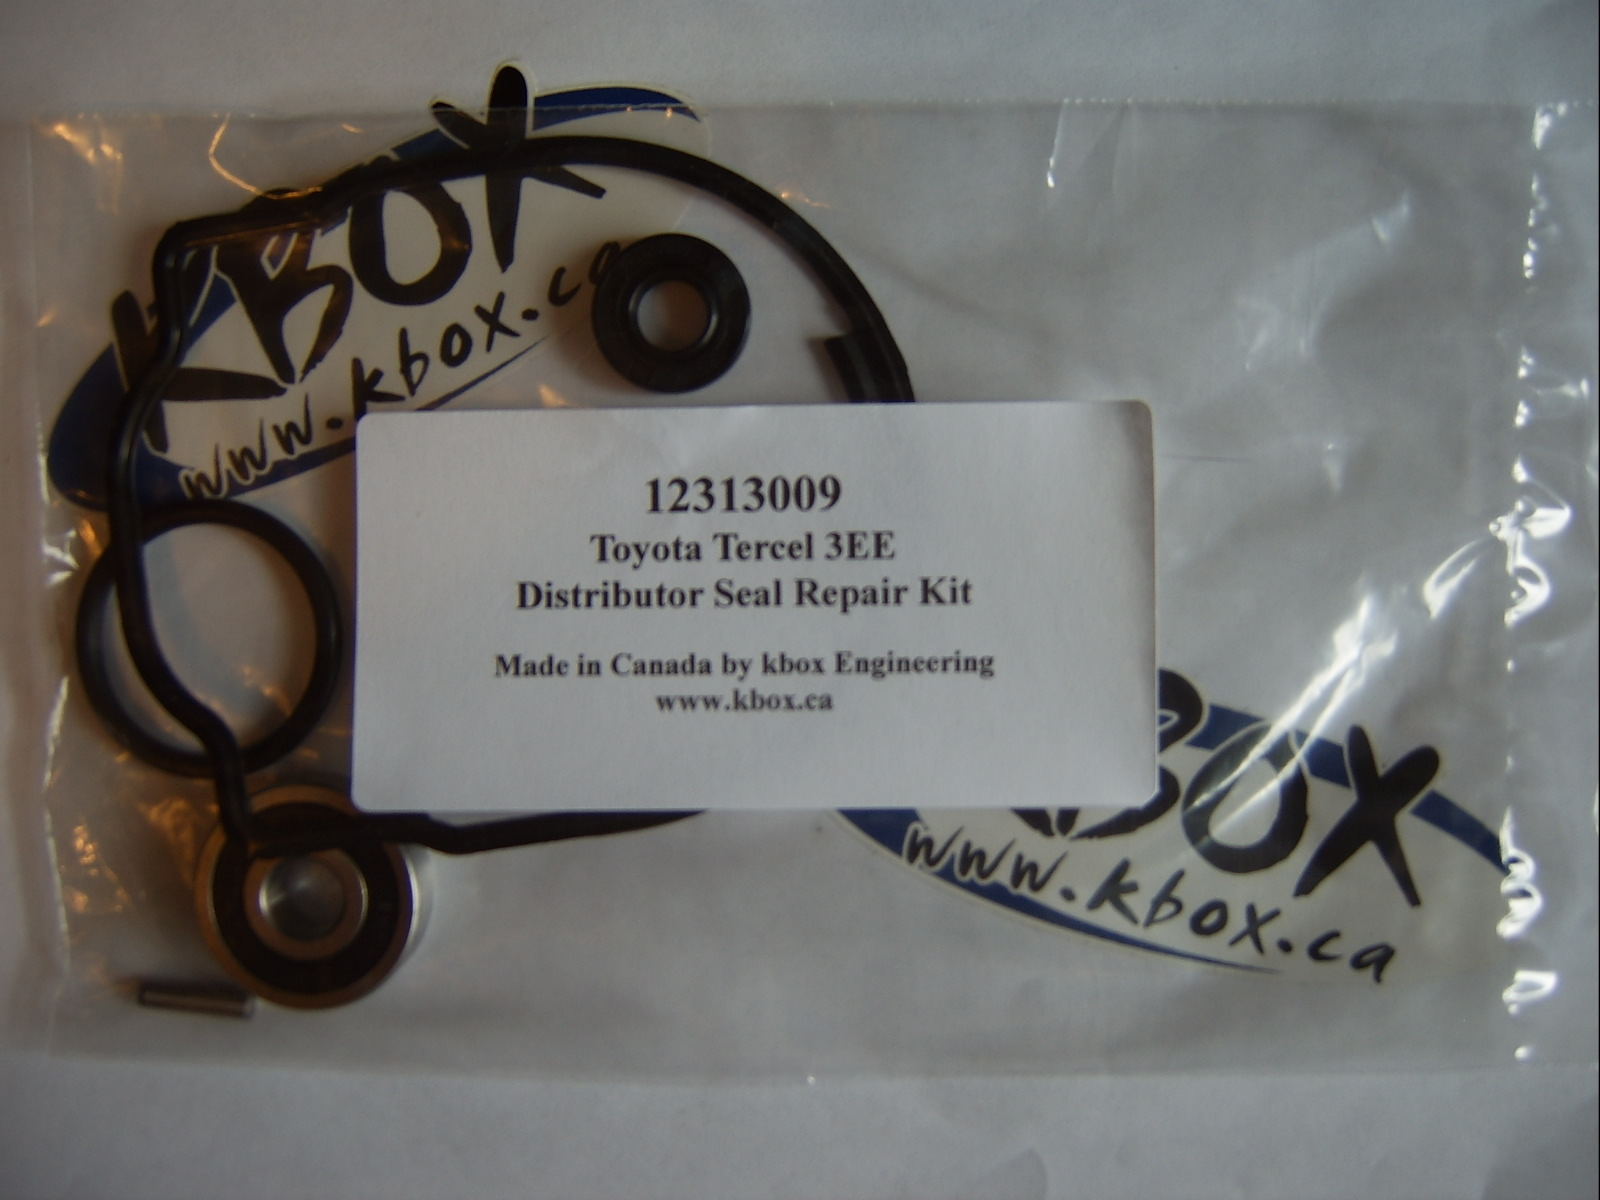 KBOX
www.kbox.ca
12313009
Toyota Tercel 3EE
Distributor Seal Repair Kit
Made in Canada by kbox Engineering
www.kbox.ca
KBOX
www.kbox.ca